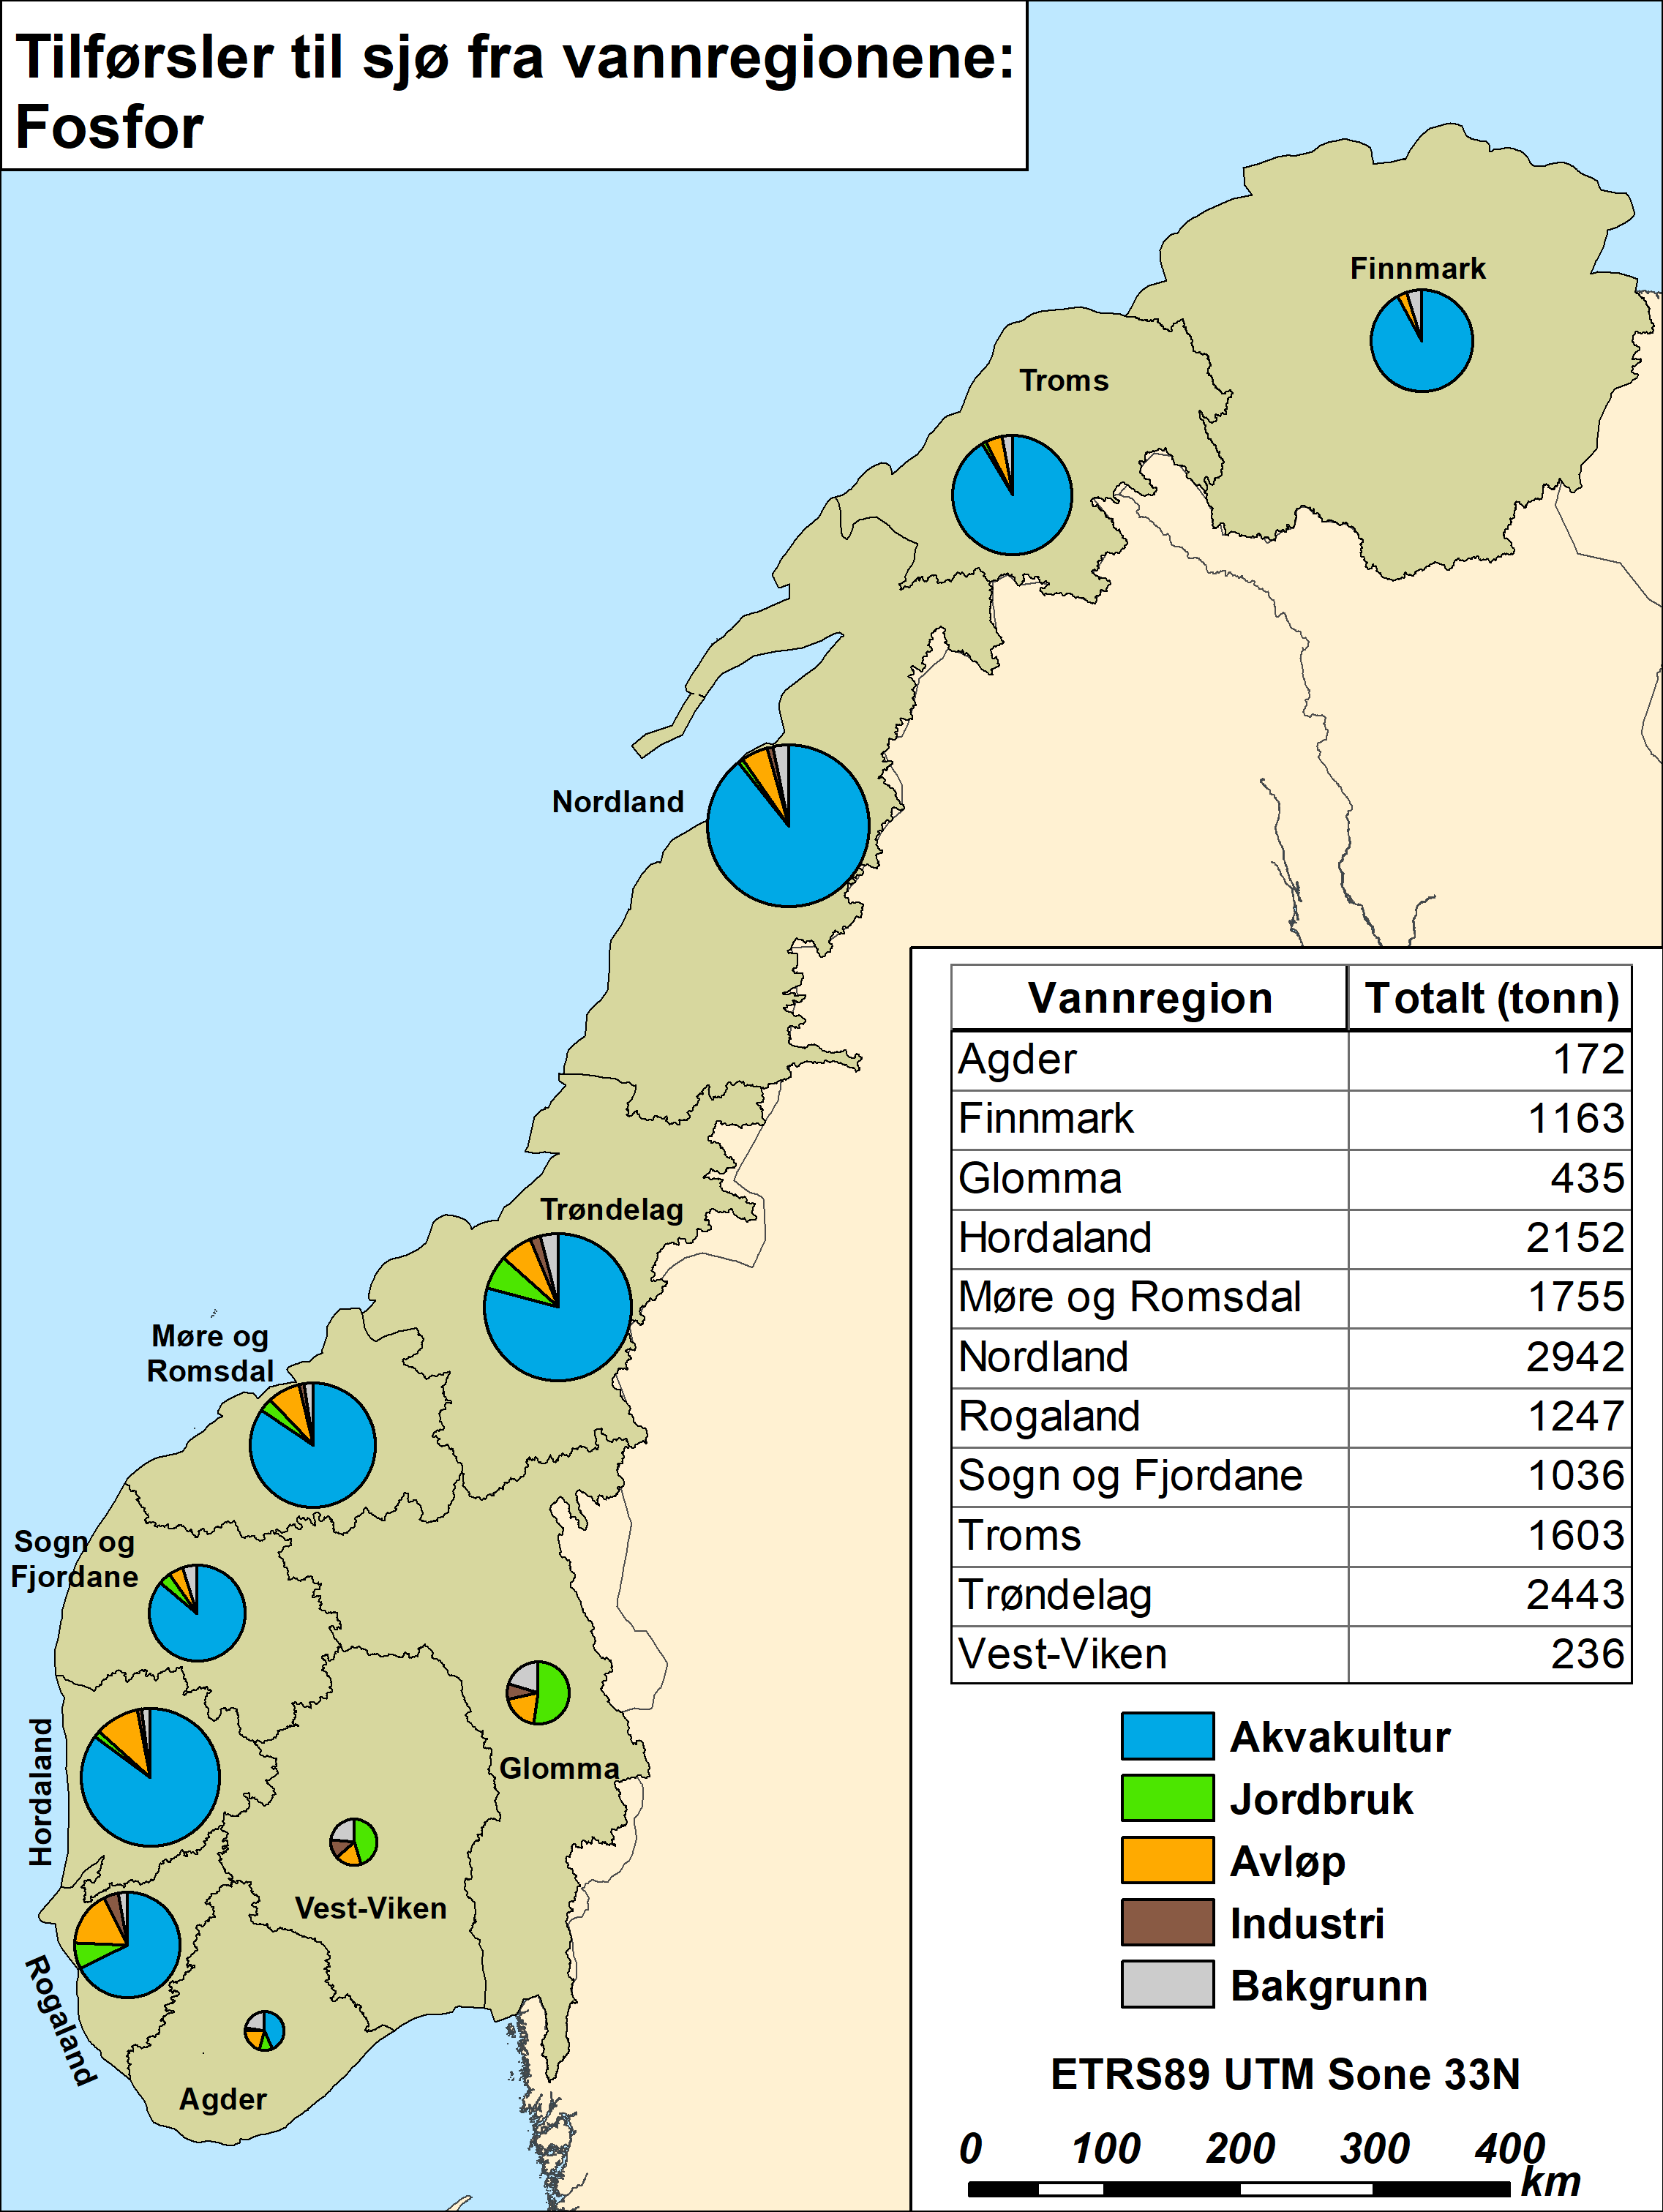 Tilførsler til sjø fra vannregionene:
Fosfor
Finnmark
Troms
Nordland
Trøndelag
Møre og
Romsdal
Sogn og
Fjordane
Hordaland
Glomma
Vest-Viken
Rogaland
Agder
Vannregion Totalt (tonn)
Agder 172
Finnmark 1163
Glomma 435
Hordaland 2152
Møre og Romsdal 1755
Nordland 2942
Rogaland 1247
Sogn og Fjordane 1036
Troms 1603
Trøndelag 2443
Vest-Viken 236
Akvakultur
Jordbruk
Avløp
Industri
Bakgrunn
ETRS89 UTM Sone 33N
0 100 200 300 400
km